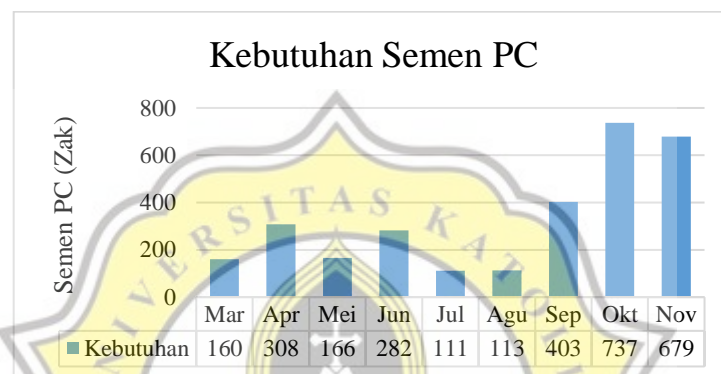 Kebutuhan Semen PC
Semen PC (Zak)
800
600
400
200
0
Mar Apr Mei Jun Jul Agu Sep Okt Nov
Kebutuhan 160 308 166 282 111 113 403 737 679